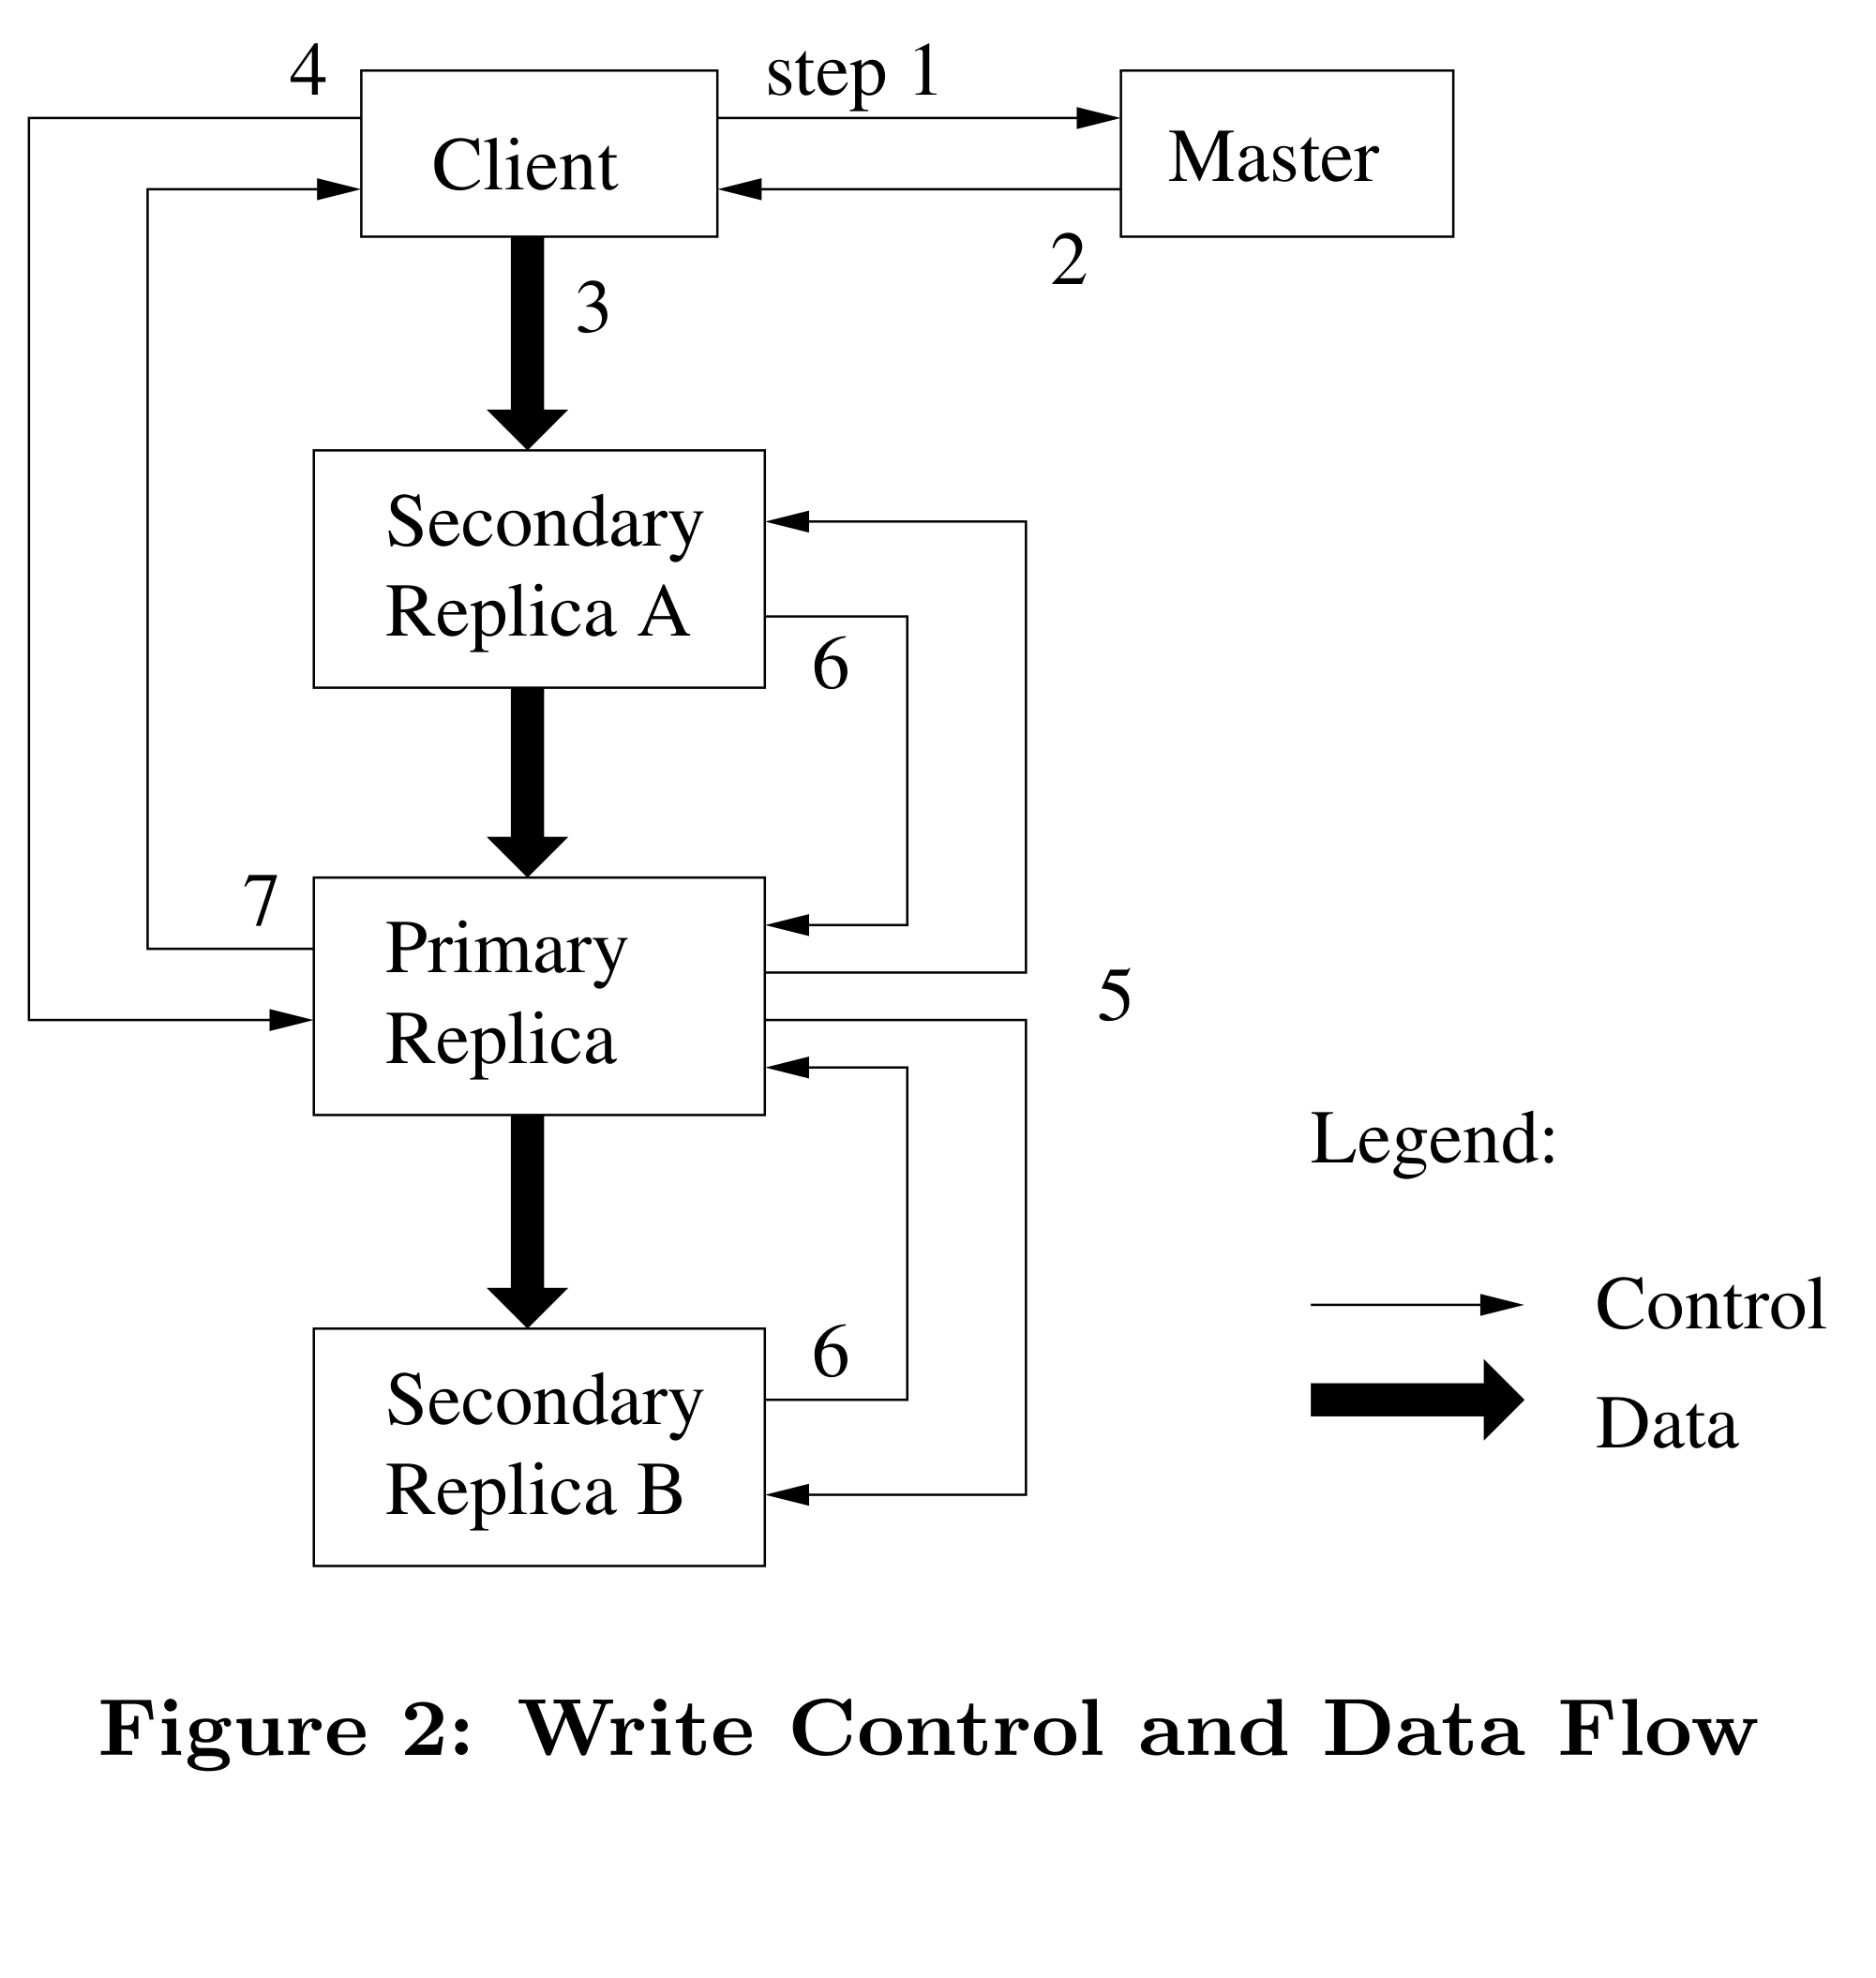 4
step 1
Client
Master
2
3
Secondary
Replica A
6
7
Primary
Replica
5
Legend:
Control
Data
6
Secondary
Replica B
Figure 2: Write Control and Data Flow